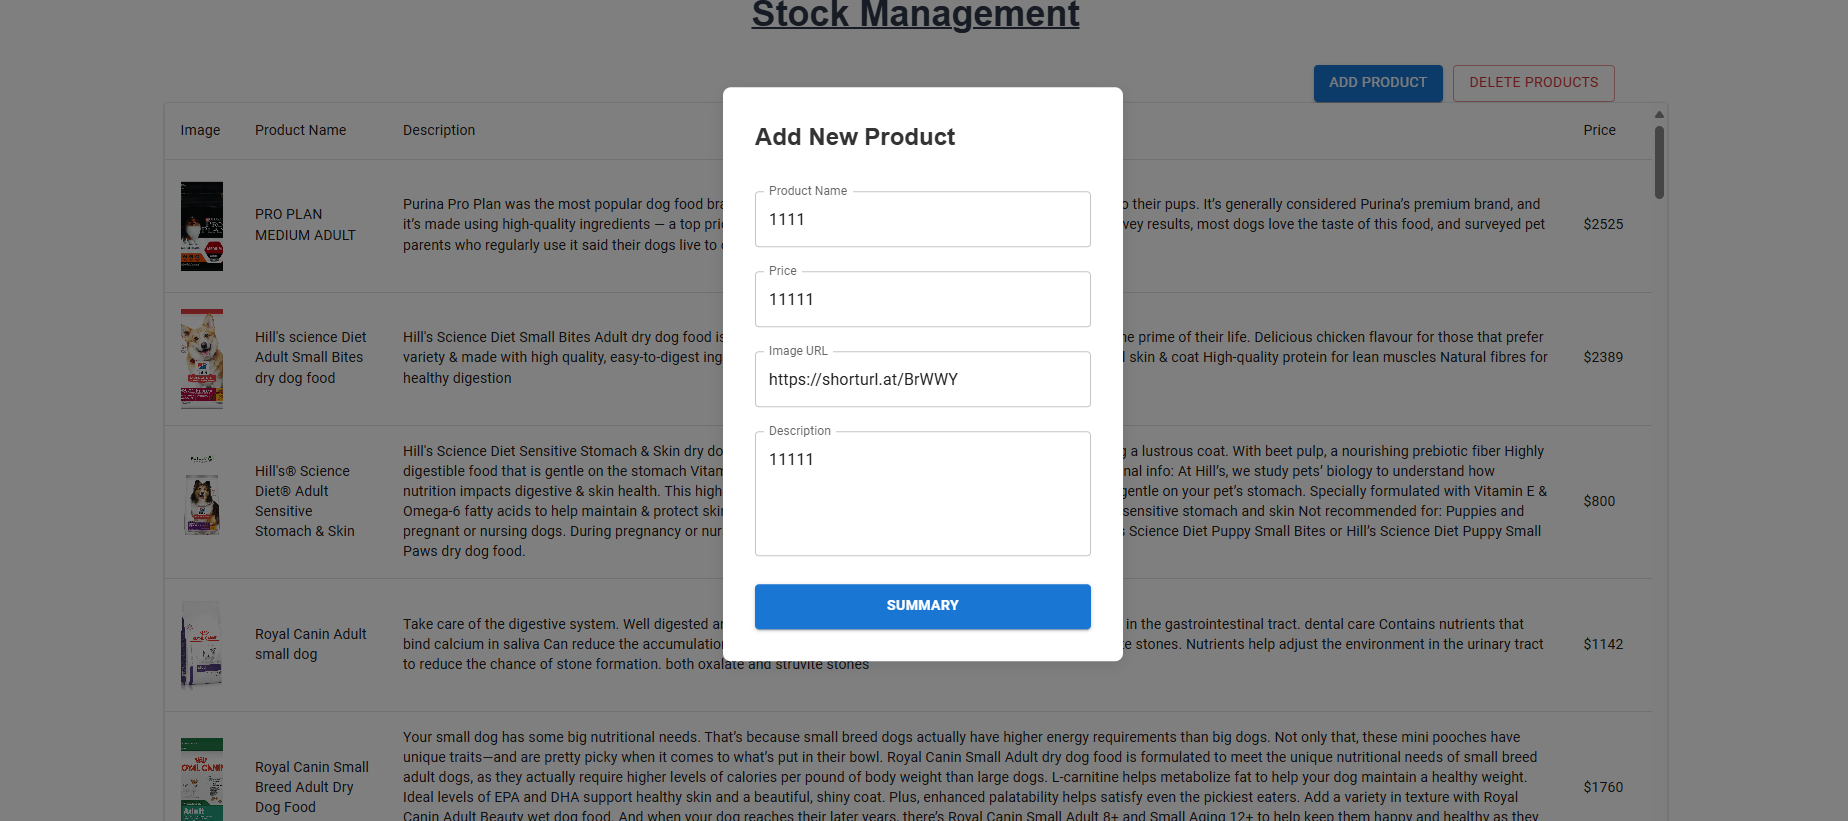 Stock Management
ADD PRODUCT
DELETE PRODUCTS
Image
Product Name
Description
Price
PRO PLAN
MEDIUM ADULT
Purina Pro Plan was the most popular dog food
o their pups. It’s generally considered Purina’s premium brand, and
it’s made using high-quality ingredients — a top
vey results, most dogs love the taste of this food, and surveyed pet
parents who regularly use it said their dogs live to
$2525
Hill's science Diet
Adult Small Bites
dry dog food
Hill's Science Diet Small Bites Adult dry dog food is
ne prime of their life. Delicious chicken flavour for those that prefer
variety & made with high quality, easy-to-digest
skin & coat High-quality protein for lean muscles Natural fibres for
healthy digestion
$2389
Hill's® Science
Diet® Adult
Sensitive
Stomach & Skin
Hill's Science Diet Sensitive Stomach & Skin dry
g a lustrous coat. With beet pulp, a nourishing prebiotic fiber Highly
digestible food that is gentle on the stomach
nal info: At Hill’s, we study pets’ biology to understand how
nutrition impacts digestive & skin health. This
gentle on your pet’s stomach. Specially formulated with Vitamin E &
Omega-6 fatty acids to help maintain & protect
sensitive stomach and skin Not recommended for: Puppies and
pregnant or nursing dogs. During pregnancy or
Science Diet Puppy Small Bites or Hill’s Science Diet Puppy Small
Paws dry dog food.
$800
Royal Canin Adult
small dog
Take care of the digestive system. Well digested
in the gastrointestinal tract. dental care Contains nutrients that
bind calcium in saliva Can reduce the
te stones. Nutrients help adjust the environment in the urinary tract
to reduce the chance of stone formation. both oxalate and struvite stones
$1142
Royal Canin Small
Breed Adult Dry
Dog Food
Your small dog has some big nutritional needs. That’s because small breed dogs actually have higher energy requirements than big dogs. Not only that, these mini pooches have
unique traits—and are pretty picky when it comes to what’s put in their bowl. Royal Canin Small Adult dry dog food is formulated to meet the unique nutritional needs of small breed
adult dogs, as they actually require higher levels of calories per pound of body weight than large dogs. L-carnitine helps metabolize fat to help your dog maintain a healthy weight.
Ideal levels of EPA and DHA support healthy skin and a beautiful, shiny coat. Plus, enhanced palatability helps satisfy even the pickiest eaters. Add a variety in texture with Royal
Canin Adult Beauty wet dog food. And when your dog reaches their later years, there’s Royal Canin Small Adult 8+ and Small Aging 12+ to help keep them happy and healthy as they
$1760
Add New Product
Product Name
1111
Price
11111
Image URL
https://shorturl.at/BrWWY
Description
11111
SUMMARY